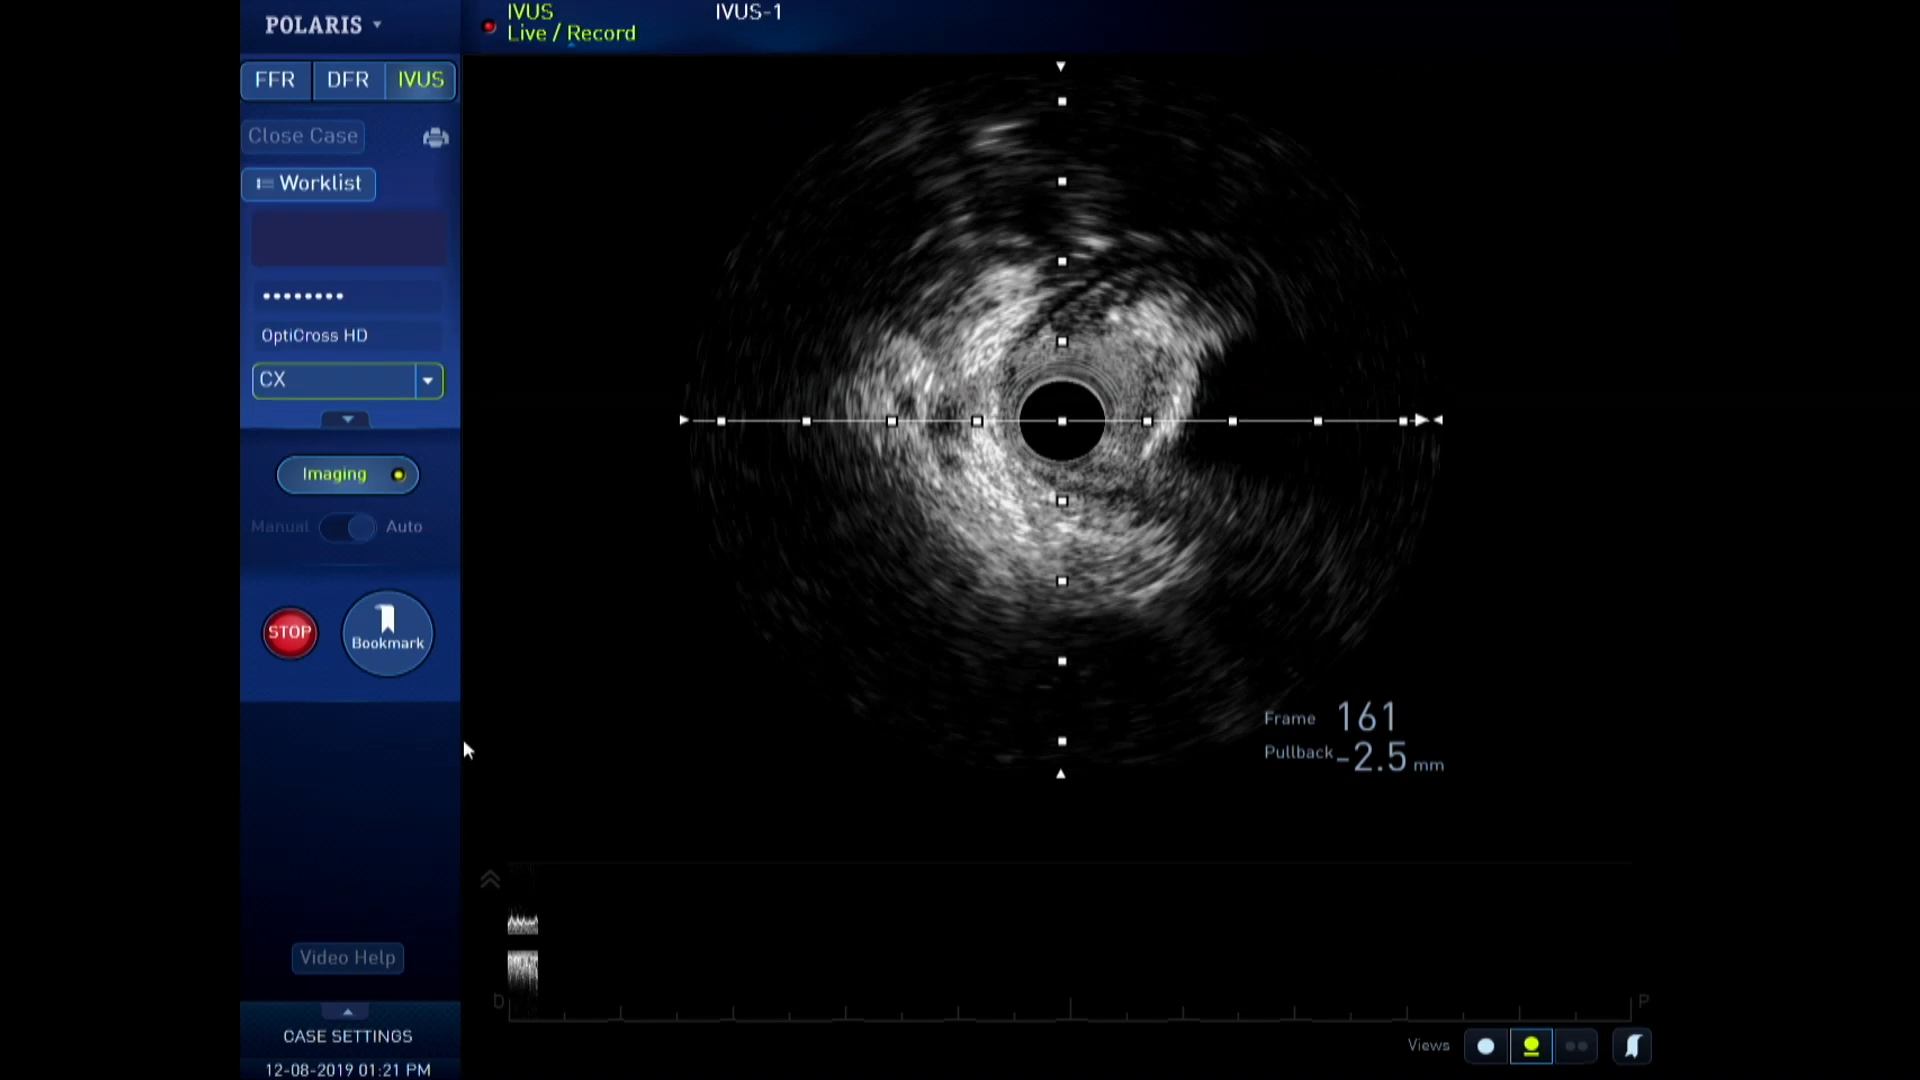 POLARIS
IVUS
Live / Record
IVUS-1
FFR
DFR
IVUS
Close Case
Worklist
••••••••
OptiCross HD
CX
Imaging
Manual
Auto
STOP
Bookmark
Frame 161
Pullback -2.5 mm
Video Help
D
P
CASE SETTINGS
Views
12-08-2019 01:21 PM